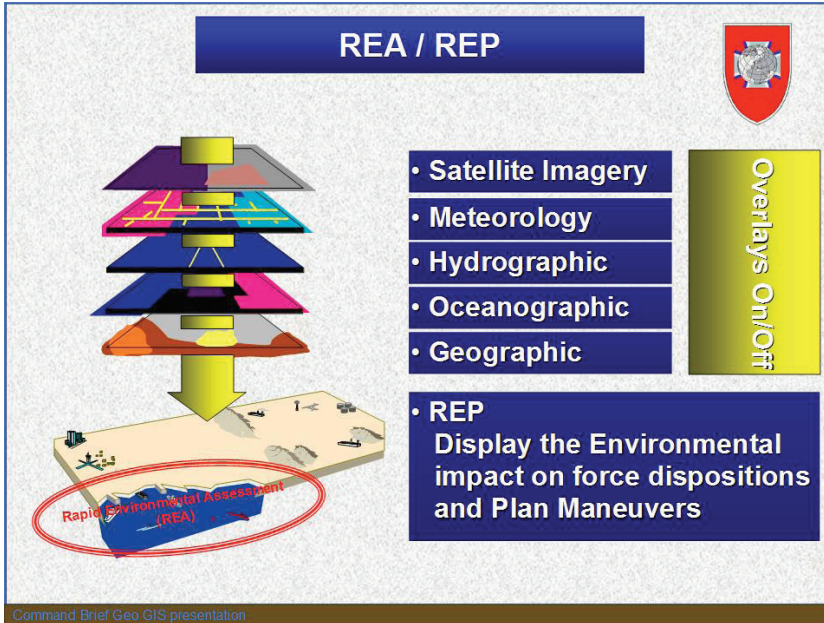 REA / REP
• Satellite Imagery
• Meteorology
• Hydrographic
• Oceanographic
• Geographic
Overlays On/Off
• REP
Display the Environmental
impact on force dispositions
and Plan Maneuvers
Rapid Environmental Assessment
(REA)
Command Brief Geo GIS presentation